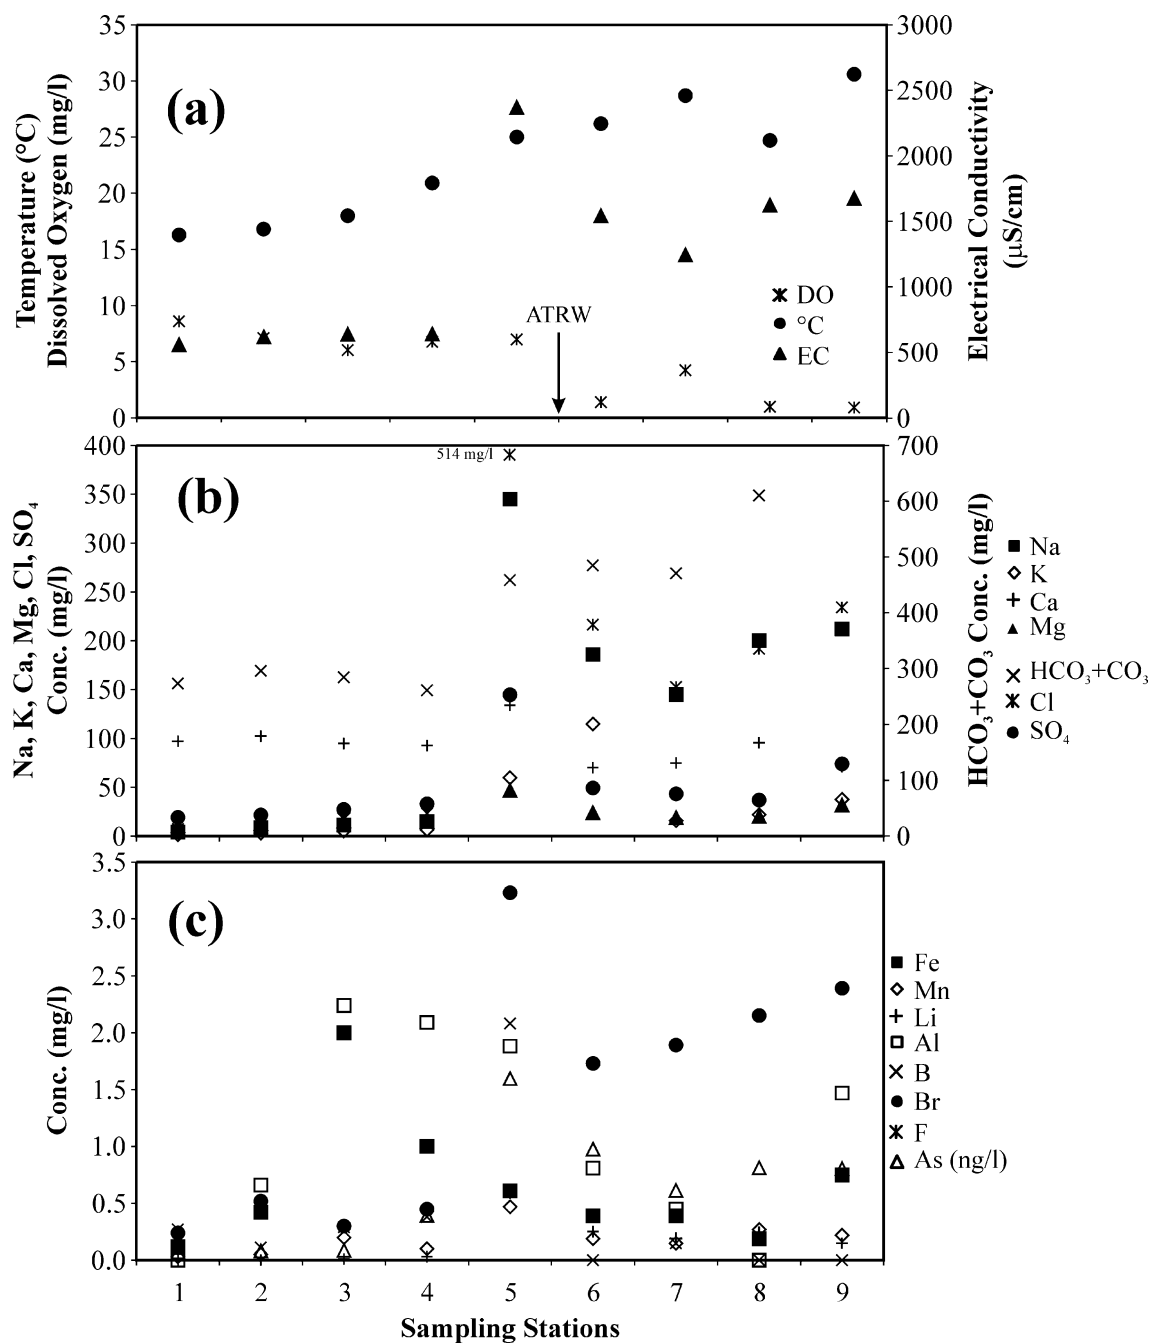 35
30
25
20
15
10
5
0
Temperature (°C)
Dissolved Oxygen (mg/l)
(a)
ATRW
DO
°C
EC
3000
2500
2000
1500
1000
500
0
Electrical Conductivity
(µS/cm)
400
350
300
250
200
150
100
50
0
Na, K, Ca, Mg, Cl, SO₄
Conc. (mg/l)
(b)
514 mg/l
700
600
500
400
300
200
100
0
HCO₃+CO₃ Conc. (mg/l)
Na
K
Ca
Mg
HCO₃+CO₃
Cl
SO₄
3.5
3.0
2.5
2.0
1.5
1.0
0.5
0.0
Conc. (mg/l)
(c)
Fe
Mn
Li
Al
B
Br
F
As (ng/l)
1 2 3 4 5 6 7 8 9
Sampling Stations